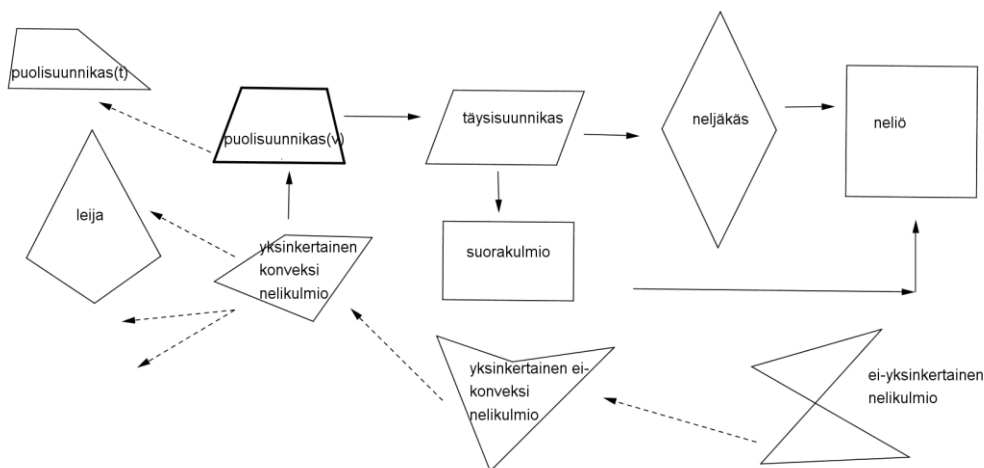 puolisuunnikas(t)
puolisuunnikas(v)
täysisuunnikas
neljäkäs
neliö
leija
yksinkertainen
konveksi
nelikulmio
suorakulmio
yksinkertainen ei-
konveksi
nelikulmio
ei-yksinkertainen
nelikulmio